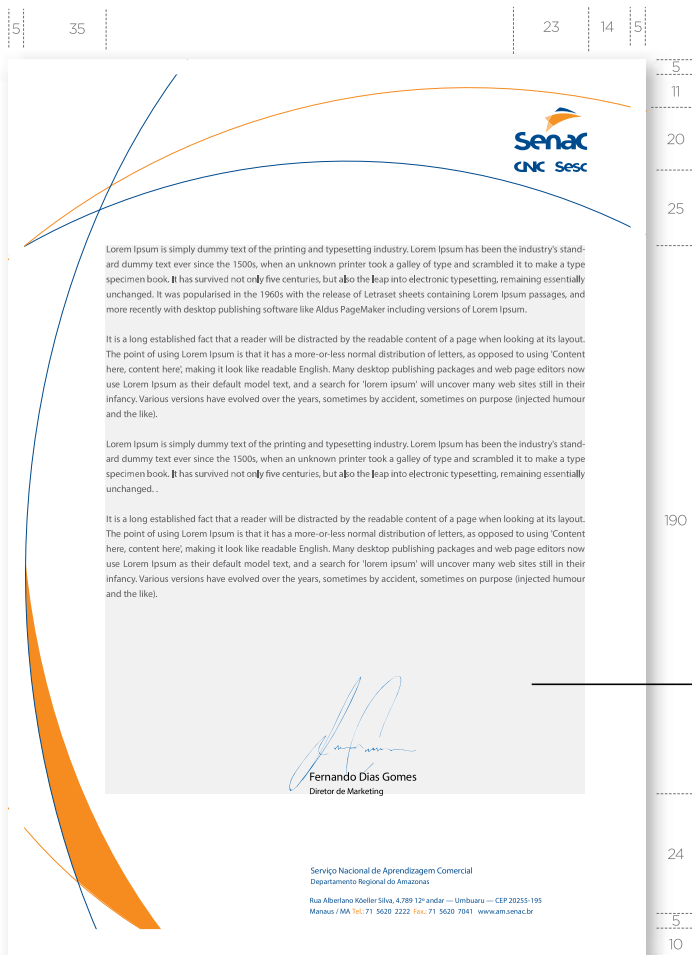 5 35 23 14 5
5
11
20
25
190
24
5
10
Senac
CNC Sesc
Lorem Ipsum is simply dummy text of the printing and typesetting industry. Lorem Ipsum has been the industry's stand-
ard dummy text ever since the 1500s, when an unknown printer took a galley of type and scrambled it to make a type
specimen book. It has survived not only five centuries, but also the leap into electronic typesetting, remaining essentially
unchanged. It was popularised in the 1960s with the release of Letraset sheets containing Lorem Ipsum passages, and
more recently with desktop publishing software like Aldus PageMaker including versions of Lorem Ipsum.
It is a long established fact that a reader will be distracted by the readable content of a page when looking at its layout.
The point of using Lorem Ipsum is that it has a more-or-less normal distribution of letters, as opposed to using 'Content
here, content here', making it look like readable English. Many desktop publishing packages and web page editors now
use Lorem Ipsum as their default model text, and a search for 'lorem ipsum' will uncover many web sites still in their
infancy. Various versions have evolved over the years, sometimes by accident, sometimes on purpose (injected humour
and the like).
Lorem Ipsum is simply dummy text of the printing and typesetting industry. Lorem Ipsum has been the industry's stand-
ard dummy text ever since the 1500s, when an unknown printer took a galley of type and scrambled it to make a type
specimen book. It has survived not only five centuries, but also the leap into electronic typesetting, remaining essentially
unchanged. .
It is a long established fact that a reader will be distracted by the readable content of a page when looking at its layout.
The point of using Lorem Ipsum is that it has a more-or-less normal distribution of letters, as opposed to using 'Content
here, content here', making it look like readable English. Many desktop publishing packages and web page editors now
use Lorem Ipsum as their default model text, and a search for 'lorem ipsum' will uncover many web sites still in their
infancy. Various versions have evolved over the years, sometimes by accident, sometimes on purpose (injected humour
and the like).
Fernando Dias Gomes
Diretor de Marketing
Serviço Nacional de Aprendizagem Comercial
Departamento Regional do Amazonas
Rua Alberlano Köeller Silva, 4.789 12º andar — Umbuaru — CEP 20255-195
Manaus / MA Tel.: 71 5620 2222 Fax.: 71 5620 7041 www.am.senac.br